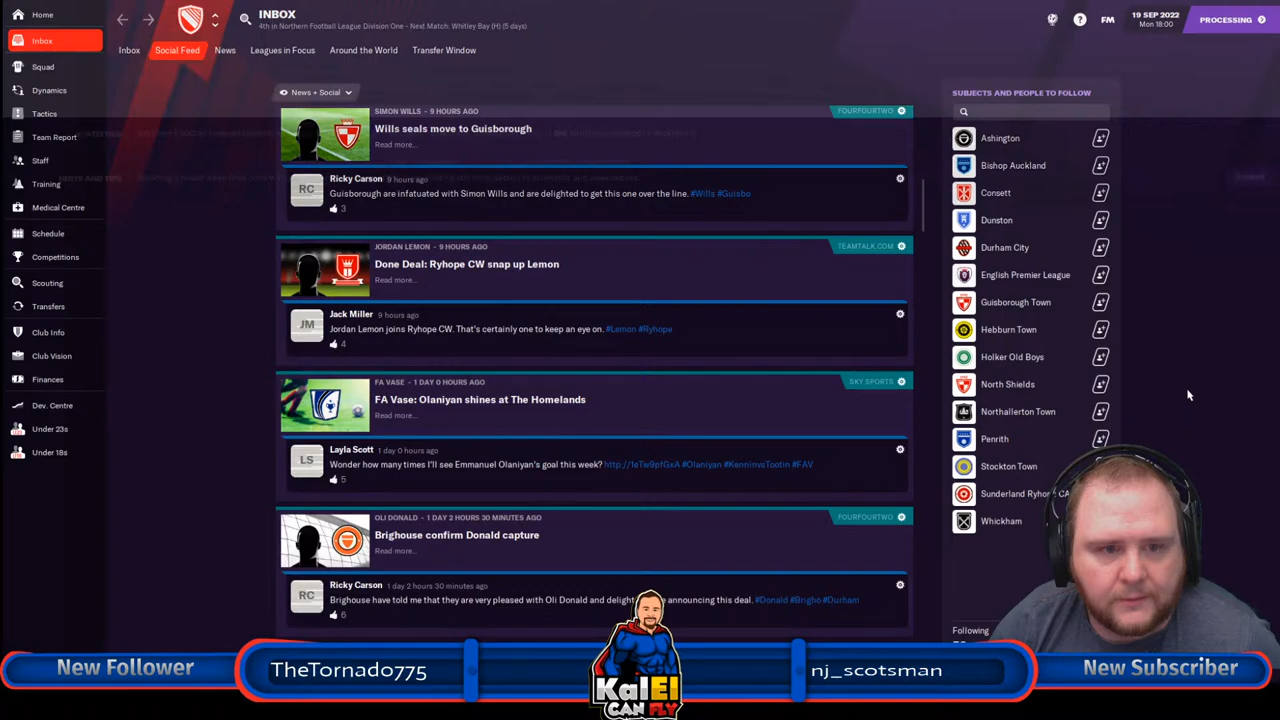 Home
Inbox
Squad
Dynamics
Tactics
Team Report
Staff
Training
Medical Centre
Schedule
Competitions
Scouting
Transfers
Club Info
Club Vision
Finances
Dev. Centre
Under 23s
Under 18s
INBOX
4th in Northern Football League Division One - Next Match: Whitley Bay (H) (5 days)
FM
19 SEP 2022
Mon 18:00
PROCESSING
Inbox
Social Feed
News
Leagues in Focus
Around the World
Transfer Window
News + Social
SIMON WILLS - 9 HOURS AGO
FOURFOURTWO
Wills seals move to Guisborough
Read more...
RC
Ricky Carson 9 hours ago
Guisborough are infatuated with Simon Wills and are delighted to get this one over the line. #Wills #Guisbo
3
JORDAN LEMON - 9 HOURS AGO
TEAMTALK.COM
Done Deal: Ryhope CW snap up Lemon
Read more...
JM
Jack Miller 9 hours ago
Jordan Lemon joins Ryhope CW. That's certainly one to keep an eye on. #Lemon #Ryhope
4
FA VASE - 1 DAY 0 HOURS AGO
SKY SPORTS
FA Vase: Olaniyan shines at The Homelands
Read more...
LS
Layla Scott 1 day 0 hours ago
Wonder how many times I'll see Emmanuel Olaniyan's goal this week? http://1eTw9pfGxA #Olaniyan #KenninvsTootin #FAV
5
OLI DONALD - 1 DAY 2 HOURS 30 MINUTES AGO
FOURFOURTWO
Brighouse confirm Donald capture
Read more...
RC
Ricky Carson 1 day 2 hours 30 minutes ago
Brighouse have told me that they are very pleased with Oli Donald and delight announcing this deal. #Donald #Brigho #Durham
6
SUBJECTS AND PEOPLE TO FOLLOW
Ashington
Bishop Auckland
Consett
Dunston
Durham City
English Premier League
Guisborough Town
Hebburn Town
Holker Old Boys
North Shields
Northallerton Town
Penrith
Stockton Town
Sunderland Ryhope CA
Whickham
Following
New Follower
TheTornado775
KalEl
CAN FLY
nj_scotsman
New Subscriber